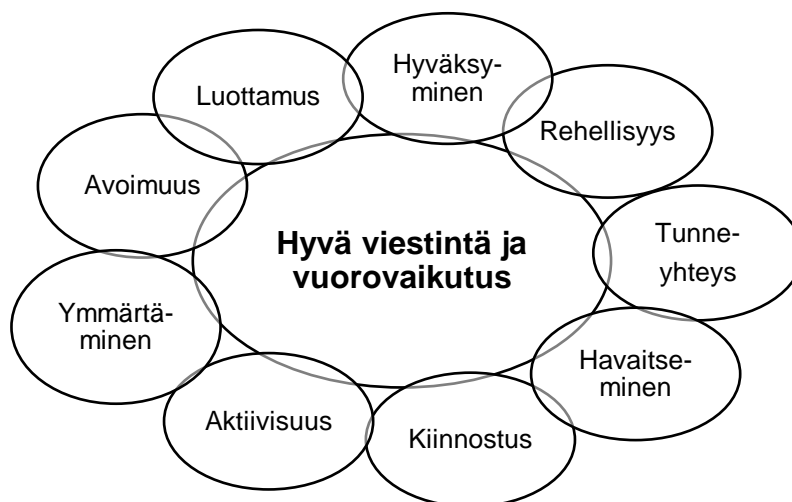 Hyväksy-
minen
Luottamus
Rehellisyys
Avoimuus
Hyvä viestintä ja
vuorovaikutus
Tunne-
yhteys
Ymmärtä-
minen
Havaitse-
minen
Aktiivisuus
Kiinnostus